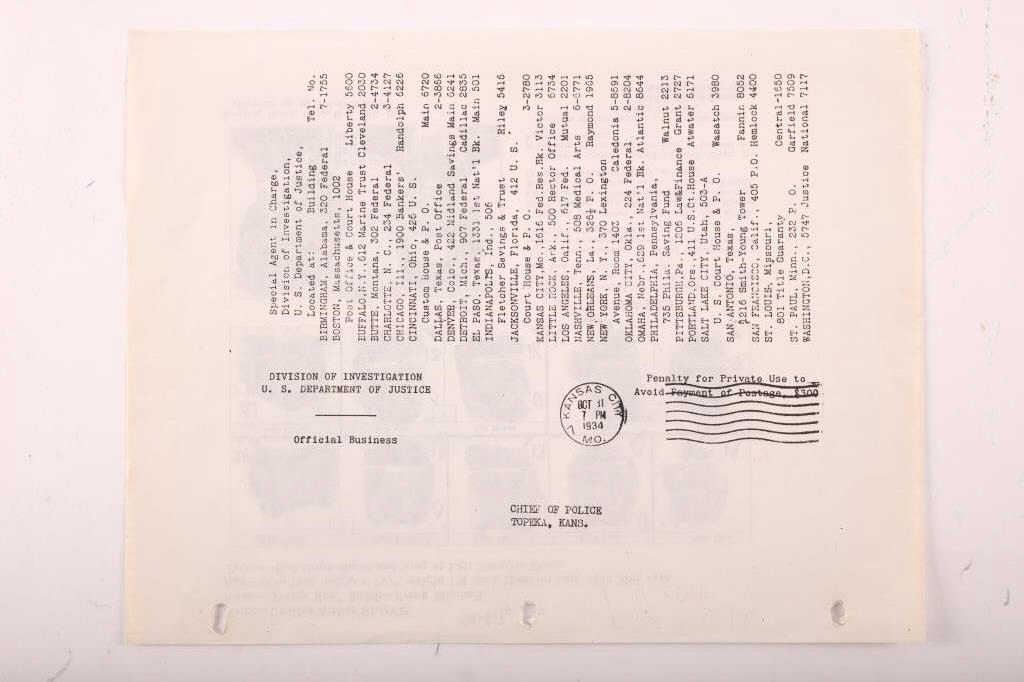 Special Agent in Charge,
Division of Investigation,
U. S. Department of Justice,
Located at: Building Tel. No.
BIRMINGHAM, Alabama, 320 Federal 7-1755
BOSTON, Massachusetts, 1002
Post Office & Court House Liberty 5600
BUFFALO,N.Y.612 Marine Trust Cleveland 2030
BUTTE, Montana, 302 Federal 2-4734
CHARLOTTE, N. C., 234 Federal 3-4127
CHICAGO, Ill., 1900 Bankers' Randolph 6226
CINCINNATI, Ohio, 426 U. S.
Custom House & P. O. Main 6720
DALLAS, Texas, Post Office 2-3866
DENVER, Colo., 422 Midland Savings Main 6241
DETROIT, Mich., 907 Federal Cadillac 2835
EL PASO, Texas,1331 1st Nat'l Bk. Main 501
INDIANAPOLIS, Ind., 506
Fletcher Savings & Trust Riley 5416
JACKSONVILLE, Florida, 412 U. S.
Court House & P. O. 3-2780
KANSAS CITY,Mo.,1616 Fed.Res.Bk. Victor 3113
LITTLE ROCK, Ark., 500 Rector Office 6734
LOS ANGELES, Calif., 617 Fed. Mutual 2201
NASHVILLE, Tenn., 508 Medical Arts 6-6771
NEW ORLEANS, La., 326½ P. O. Raymond 1965
NEW YORK, N. Y., 370 Lexington
Avenue, Room 1403 Caledonia 5-8691
OKLAHOMA CITY, Okla., 224 Federal 2-8204
OMAHA, Nebr.,629 1st Nat'l Bk. Atlantic 8644
PHILADELPHIA, Pennsylvania,
735 Phila. Saving Fund Walnut 2213
PITTSBURGH,Pa., 1206 Law&Finance Grant 2727
PORTLAND,Ore.,411 U.S.Ct.House Atwater 6171
SALT LAKE CITY, Utah, 503-A
U. S. Court House & P. O. Wasatch 3980
SAN ANTONIO, Texas,
1216 Smith-Young Tower Fannin 8052
SAN FRANCISCO, Calif., 405 P.O. Hemlock 4400
ST. LOUIS, Missouri,
801 Title Guaranty Central-1650
ST. PAUL, Minn., 232 P. O. Garfield 7509
WASHINGTON,D.C., 5747 Justice National 7117
DIVISION OF INVESTIGATION
U. S. DEPARTMENT OF JUSTICE
Official Business
KANSAS CITY
OCT 31
7 PM
1934
MO.
Penalty for Private Use to
Avoid Payment of Postage, $300
CHIEF OF POLICE
TOPEKA, KANS.